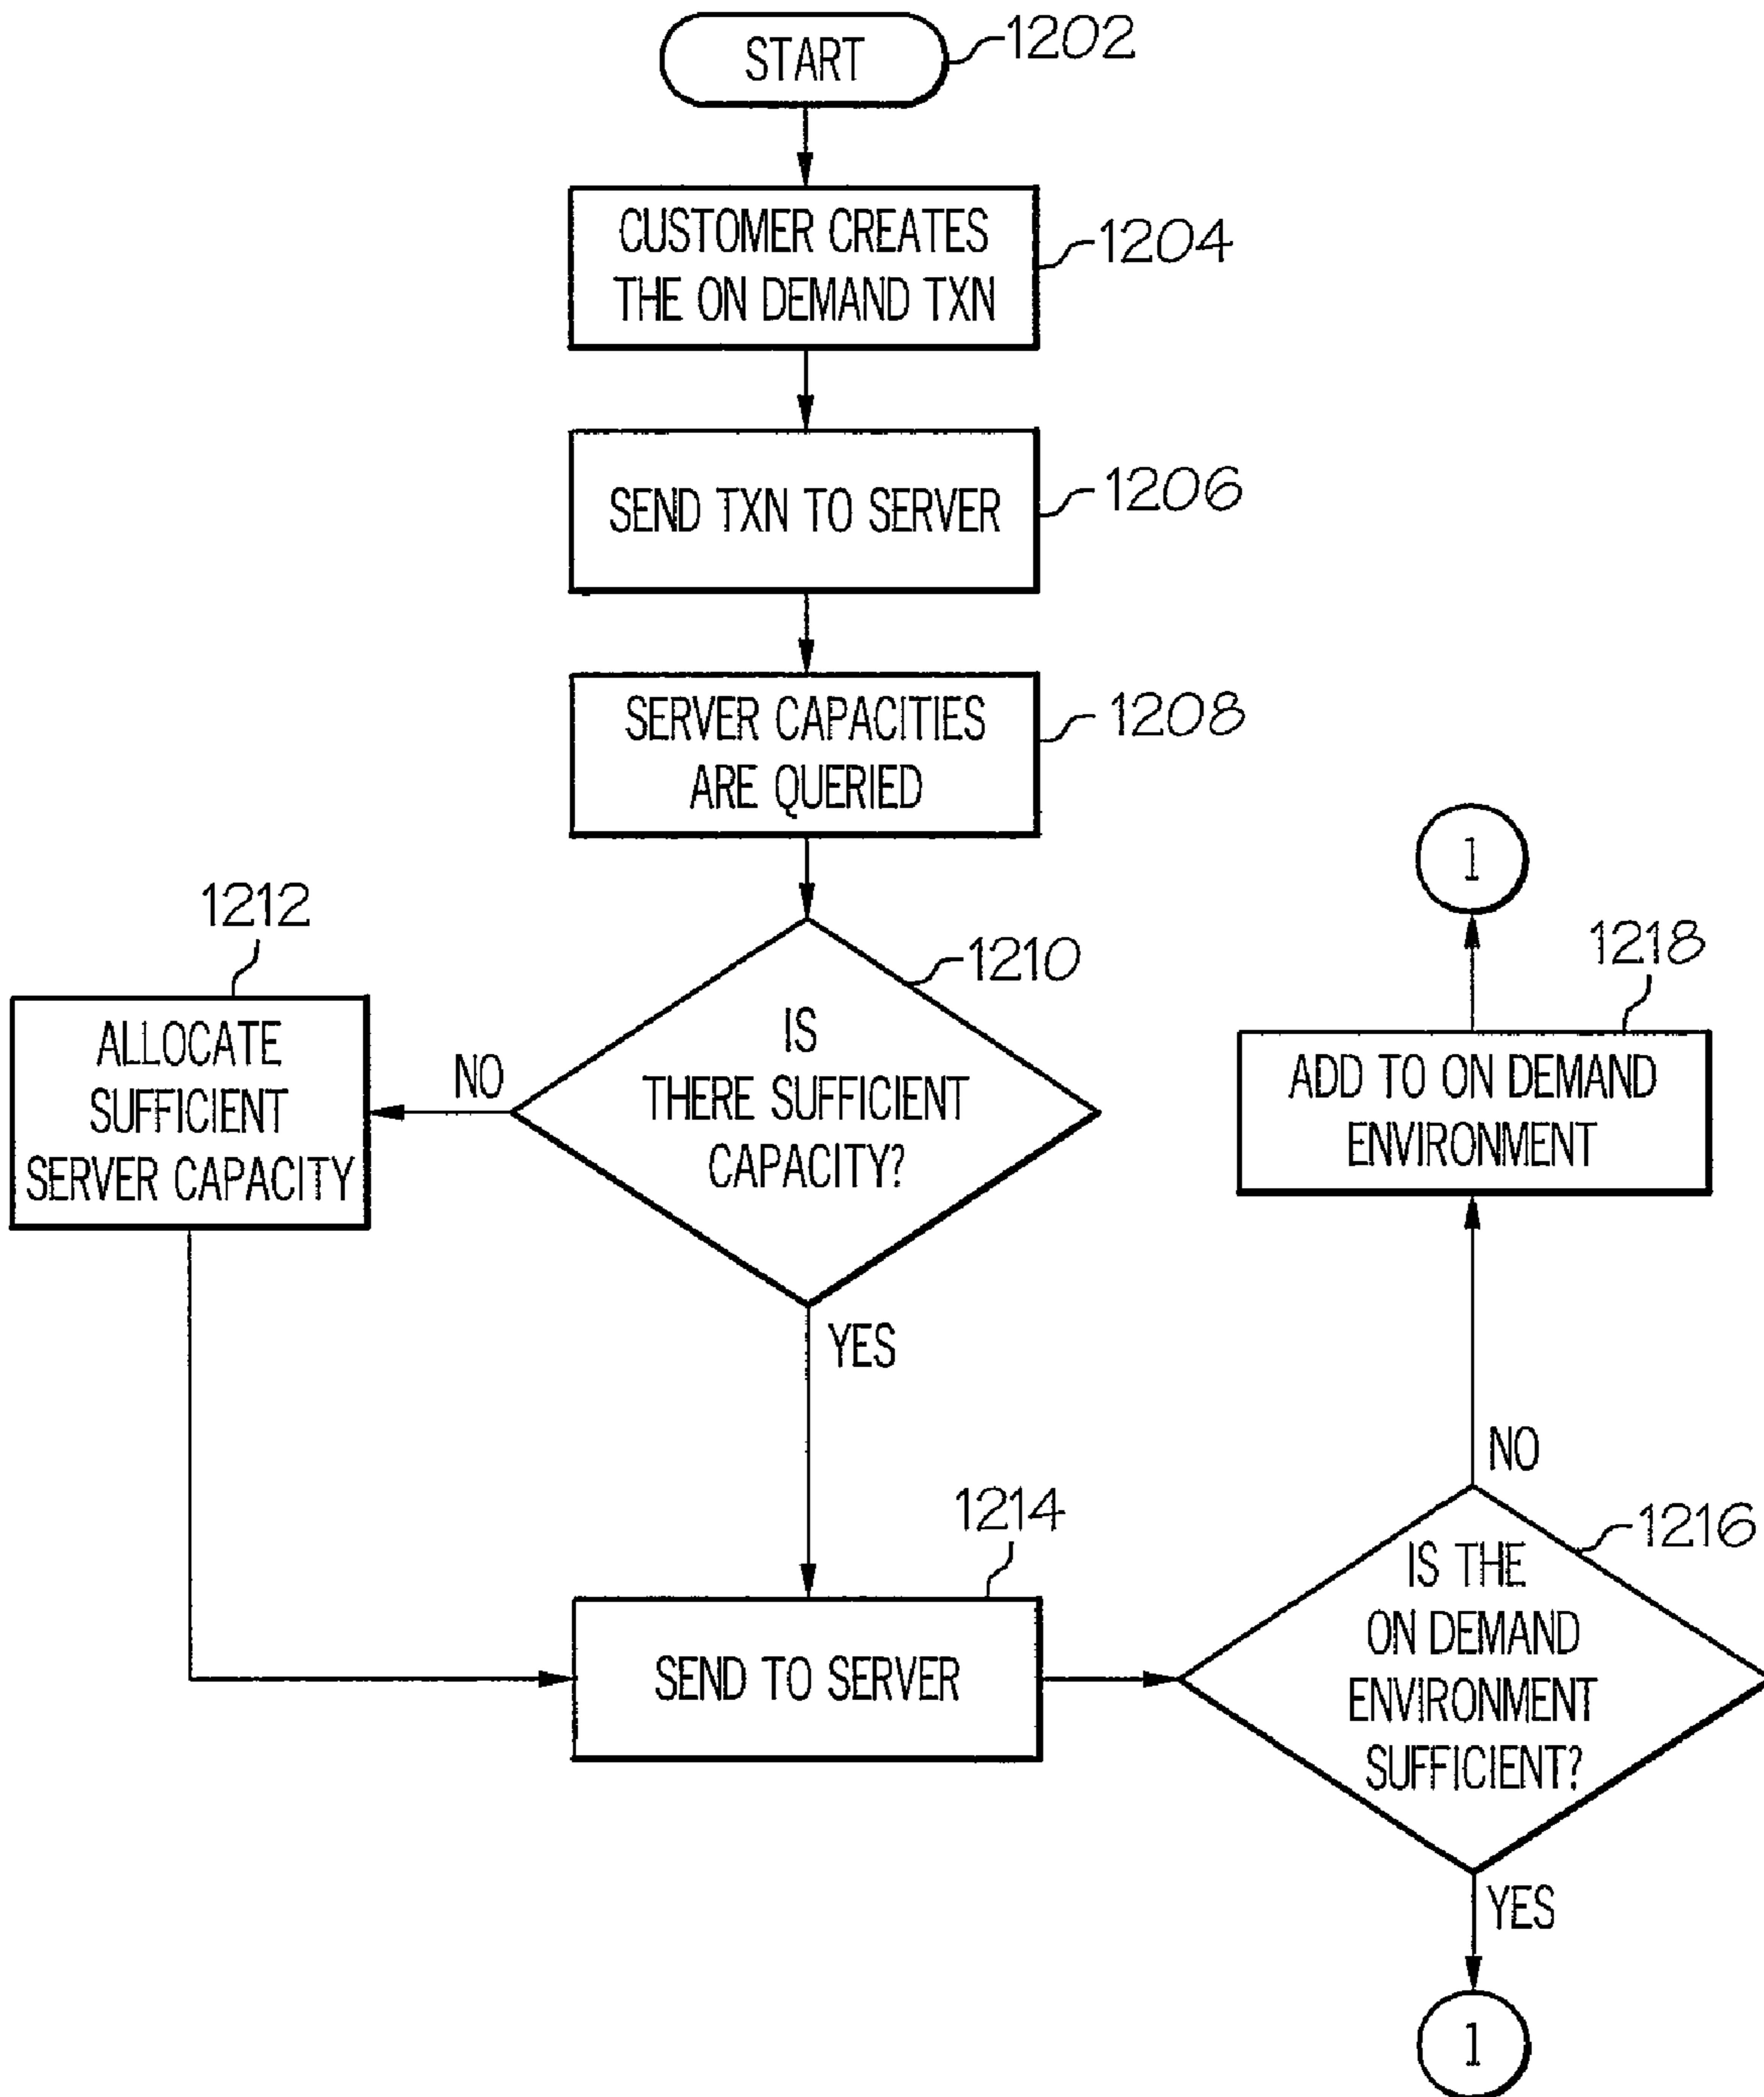 START
1202
CUSTOMER CREATES
THE ON DEMAND TXN
1204
SEND TXN TO SERVER
1206
SERVER CAPACITIES
ARE QUERIED
1208
1212
ALLOCATE
SUFFICIENT
SERVER CAPACITY
NO
1210
IS
THERE SUFFICIENT
CAPACITY?
YES
1
1218
ADD TO ON DEMAND
ENVIRONMENT
NO
1214
SEND TO SERVER
1216
IS THE
ON DEMAND
ENVIRONMENT
SUFFICIENT?
YES
1